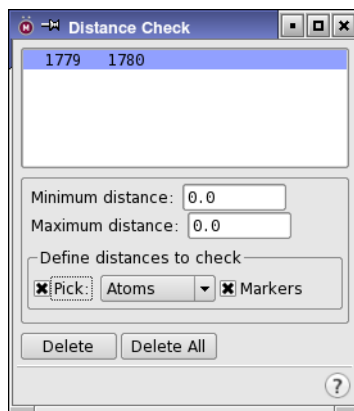 Distance Check
1779 1780
Minimum distance: 0.0
Maximum distance: 0.0
Define distances to check
Pick: Atoms Markers
Delete Delete All
?